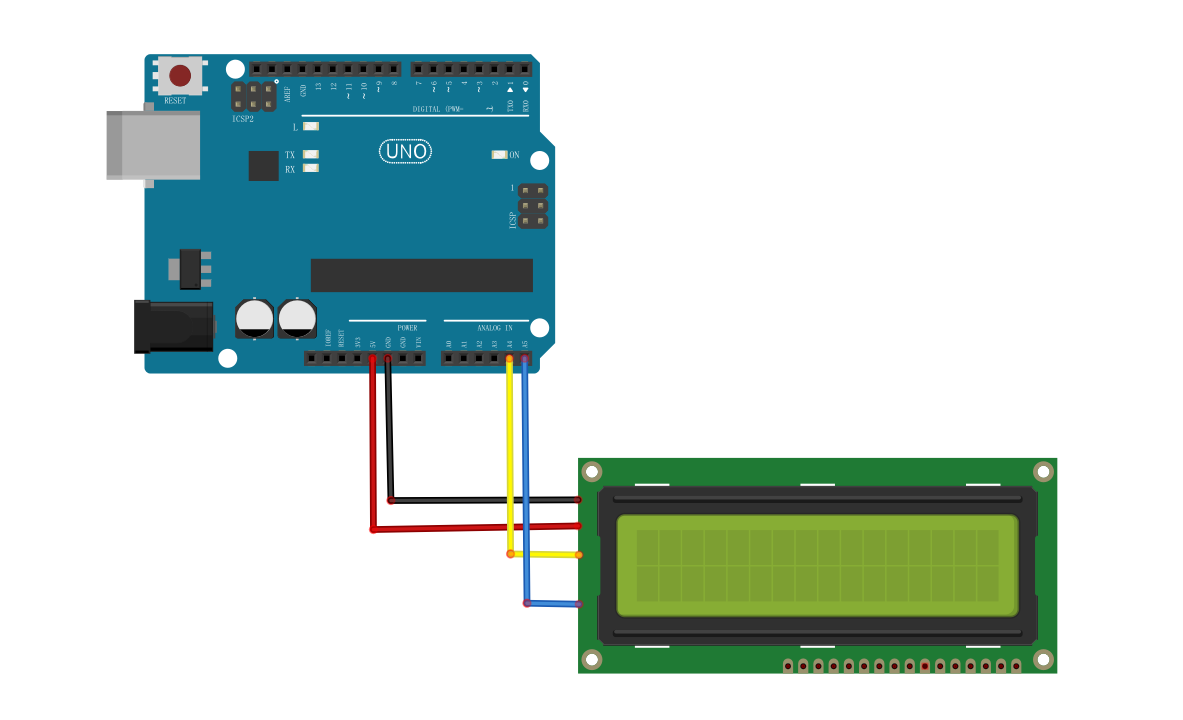 RESET
ICSP2
AREF
GND
13
12
~11
~10
~9
8
7
~6
~5
4
~3
2
1
0
TX0
RX0
DIGITAL (PWM~
L
TX
RX
UNO
ON
1
ICSP
POWER
ANALOG IN
IOREF
RESET
3V3
5V
GND
GND
VIN
A0
A1
A2
A3
A4
A5